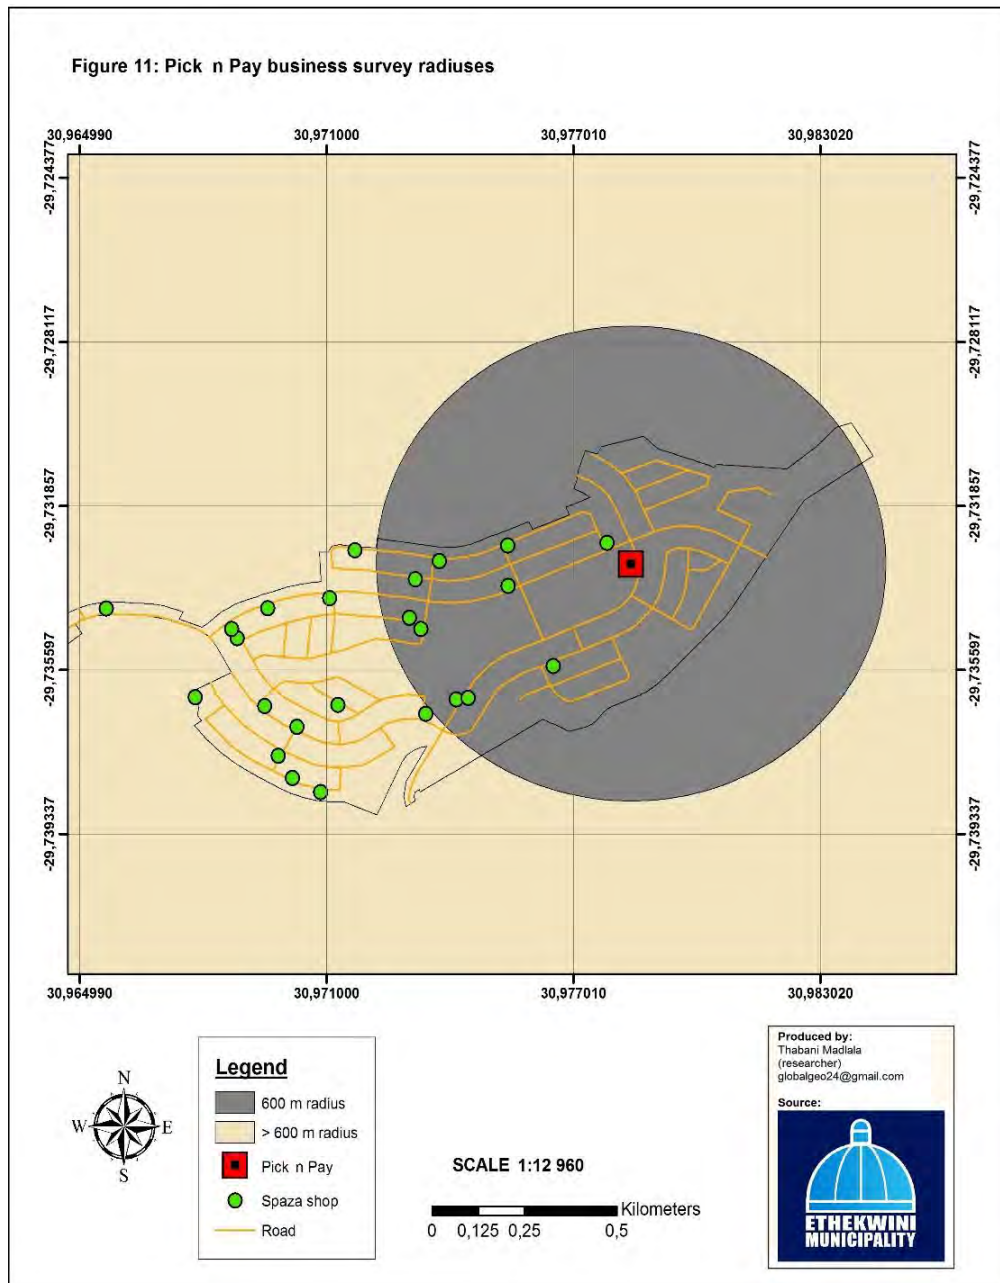 Figure 11: Pick n Pay business survey radiuses
30,964990 30,971000 30,977010 30,983020
-29,724377 -29,724377
-29,728117 -29,728117
-29,731857 -29,731857
-29,735597 -29,735597
-29,739337 -29,739337
30,964990 30,971000 30,977010 30,983020
N
W E
S
Legend
600 m radius
> 600 m radius
Pick n Pay
Spaza shop
Road
SCALE 1:12 960
Kilometers
0 0,125 0,25 0,5
Produced by:
Thabani Madlala
(researcher)
globalgeo24@gmail.com
Source:
ETHEKWINI
MUNICIPALITY